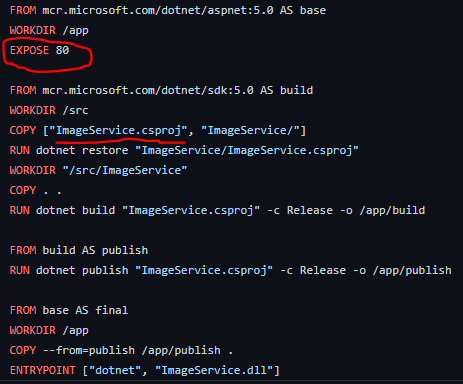 FROM mcr.microsoft.com/dotnet/aspnet:5.0 AS base
WORKDIR /app
EXPOSE 80
FROM mcr.microsoft.com/dotnet/sdk:5.0 AS build
WORKDIR /src
COPY ["ImageService.csproj", "ImageService/"]
RUN dotnet restore "ImageService/ImageService.csproj"
WORKDIR "/src/ImageService"
COPY . .
RUN dotnet build "ImageService.csproj" -c Release -o /app/build
FROM build AS publish
RUN dotnet publish "ImageService.csproj" -c Release -o /app/publish
FROM base AS final
WORKDIR /app
COPY --from=publish /app/publish .
ENTRYPOINT ["dotnet", "ImageService.dll"]